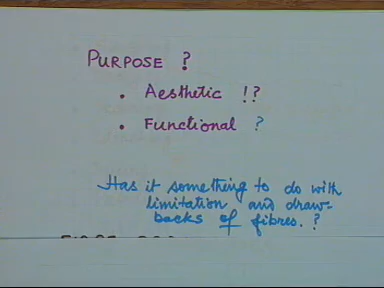 PURPOSE ?
• Aesthetic !?
• Functional ?
Has it something to do with
limitation and draw-
backs of fibres. ?